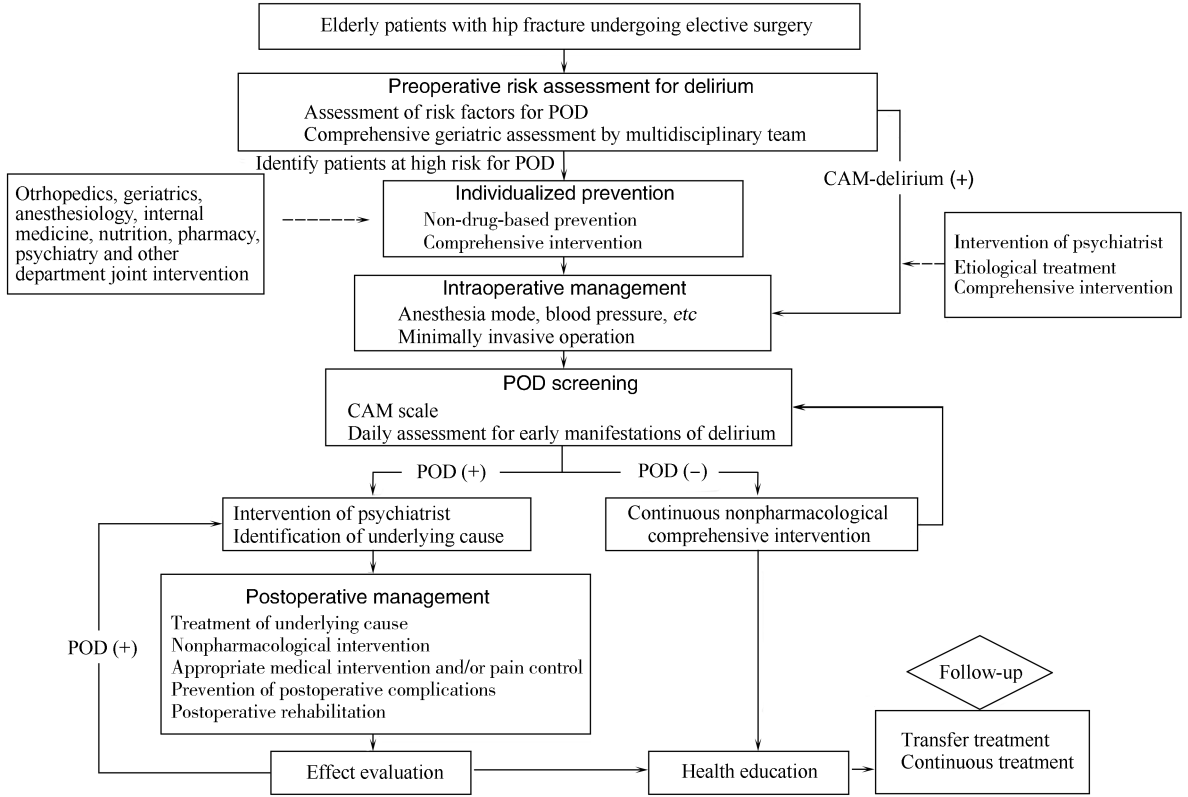 Elderly patients with hip fracture undergoing elective surgery
Preoperative risk assessment for delirium
Assessment of risk factors for POD
Comprehensive geriatric assessment by multidisciplinary team
Identify patients at high risk for POD
CAM-delirium (+)
Otrhopedics, geriatrics,
anesthesiology, internal
medicine, nutrition, pharmacy,
psychiatry and other
department joint intervention
Individualized prevention
Non-drug-based prevention
Comprehensive intervention
Intervention of psychiatrist
Etiological treatment
Comprehensive intervention
Intraoperative management
Anesthesia mode, blood pressure, etc
Minimally invasive operation
POD screening
CAM scale
Daily assessment for early manifestations of delirium
POD (+)
POD (−)
Intervention of psychiatrist
Identification of underlying cause
Continuous nonpharmacological
comprehensive intervention
Postoperative management
Treatment of underlying cause
Nonpharmacological intervention
Appropriate medical intervention and/or pain control
Prevention of postoperative complications
Postoperative rehabilitation
POD (+)
Follow-up
Transfer treatment
Continuous treatment
Effect evaluation
Health education